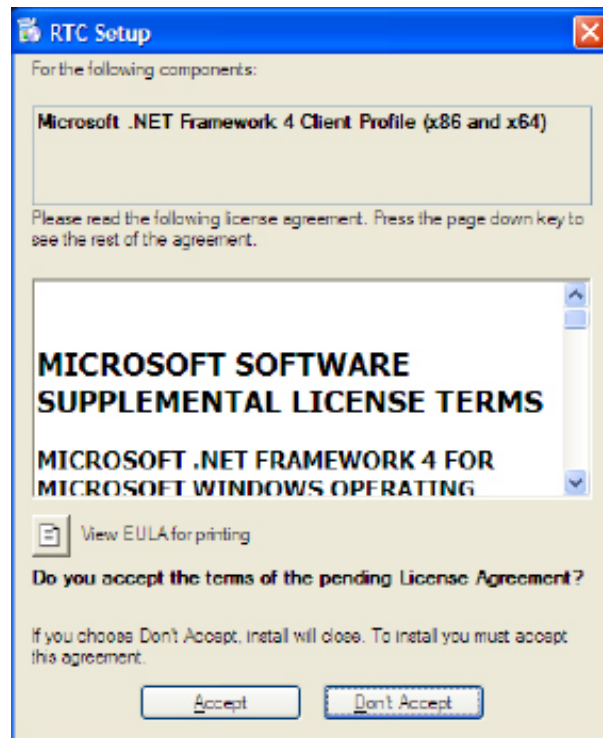 RTC Setup
For the following components:
Microsoft .NET Framework 4 Client Profile (x86 and x64)
Please read the following license agreement. Press the page down key to
see the rest of the agreement.
MICROSOFT SOFTWARE
SUPPLEMENTAL LICENSE TERMS
MICROSOFT .NET FRAMEWORK 4 FOR
MICROSOFT WINDOWS OPERATING
View EULA for printing
Do you accept the terms of the pending License Agreement?
If you choose Don't Accept, install will close. To install you must accept
this agreement.
Accept Don't Accept